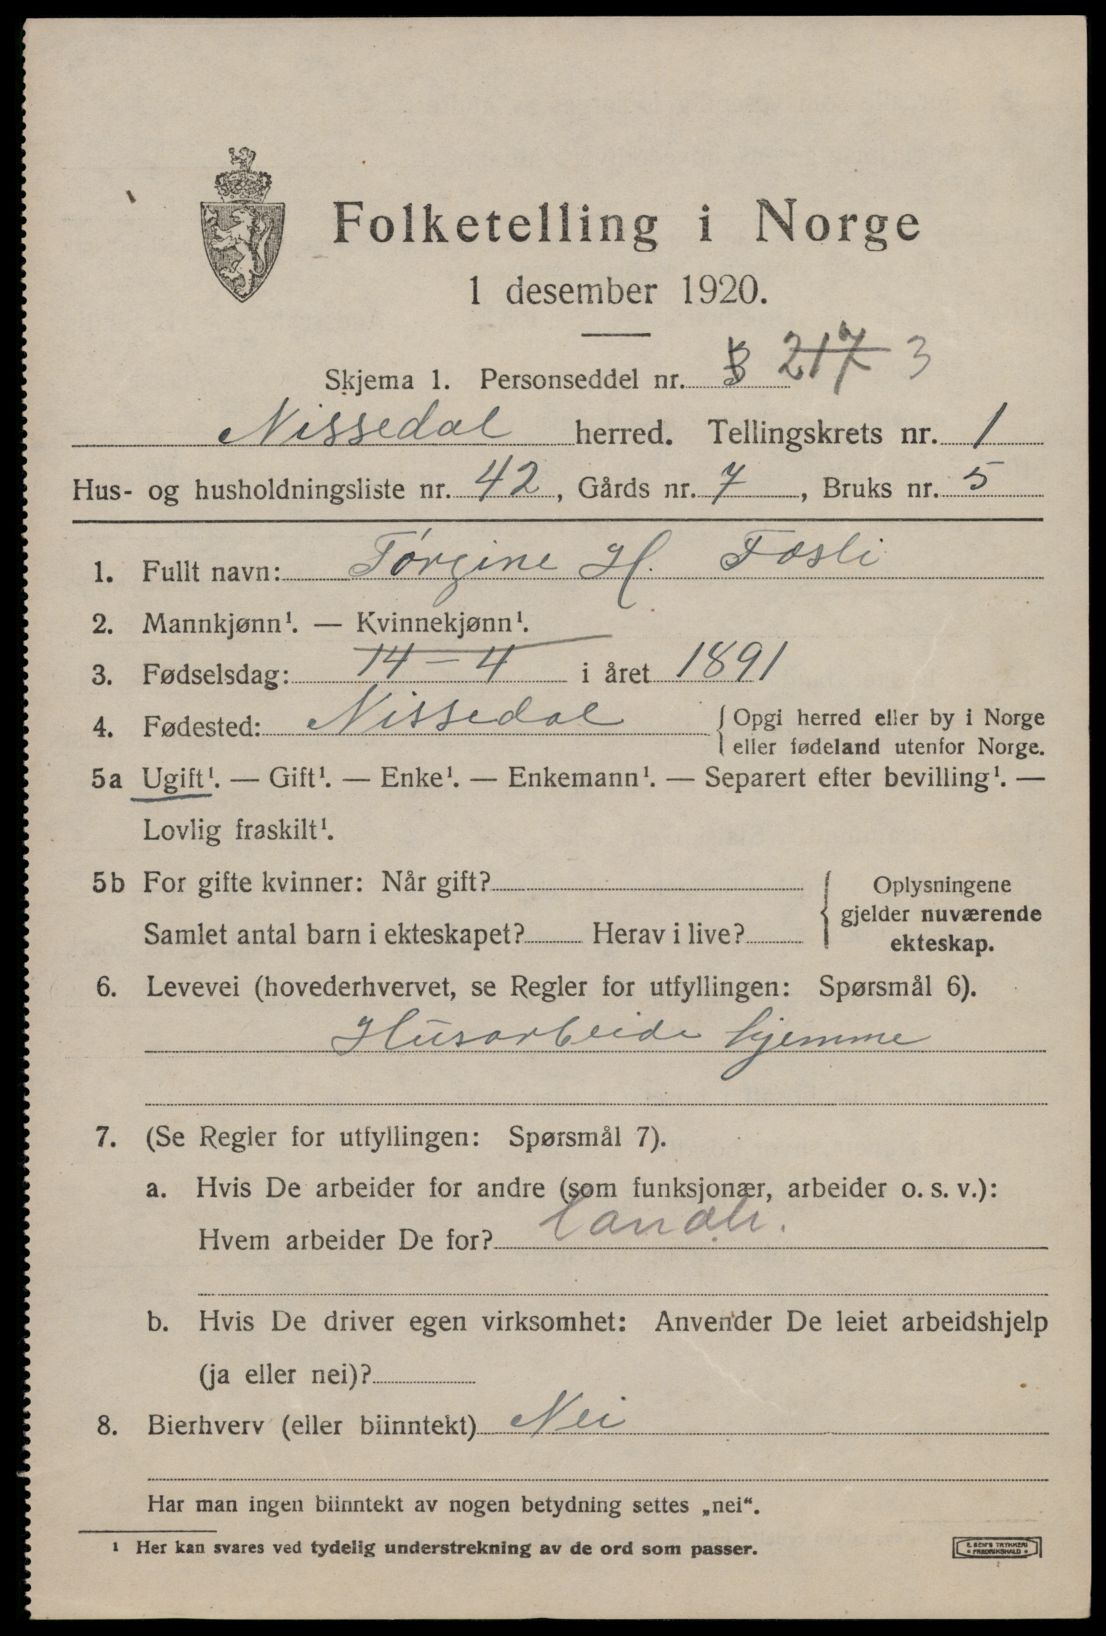 Folketelling i Norge
1 desember 1920.
Skjema 1. Personseddel nr. 217 3
Nissedal herred. Tellingskrets nr. 1
Hus- og husholdningsliste nr. 42, Gårds nr. 7, Bruks nr. 5
1. Fullt navn: Tørgine H. Fosli
2. Mannkjønn¹. — Kvinnekjønn¹.
3. Fødselsdag: 14 – 4 i året 1891
4. Fødested: Nissedal { Opgi herred eller by i Norge
eller fødeland utenfor Norge.
5a Ugift¹. — Gift¹. — Enke¹. — Enkemann¹. — Separert efter bevilling¹. —
Lovlig fraskilt¹.
5b For gifte kvinner: Når gift?
Samlet antal barn i ekteskapet? Herav i live?
{ Oplysningene
gjelder nuværende
ekteskap.
6. Levevei (hovederhvervet, se Regler for utfyllingen: Spørsmål 6).
Husarbeide hjemme
7. (Se Regler for utfyllingen: Spørsmål 7).
a. Hvis De arbeider for andre (som funksjonær, arbeider o. s. v.):
Hvem arbeider De for?
b. Hvis De driver egen virksomhet: Anvender De leiet arbeidshjelp
(ja eller nei)?
8. Bierhverv (eller biinntekt) Nei
Har man ingen biinntekt av nogen betydning settes „nei“.
¹ Her kan svares ved tydelig understrekning av de ord som passer.